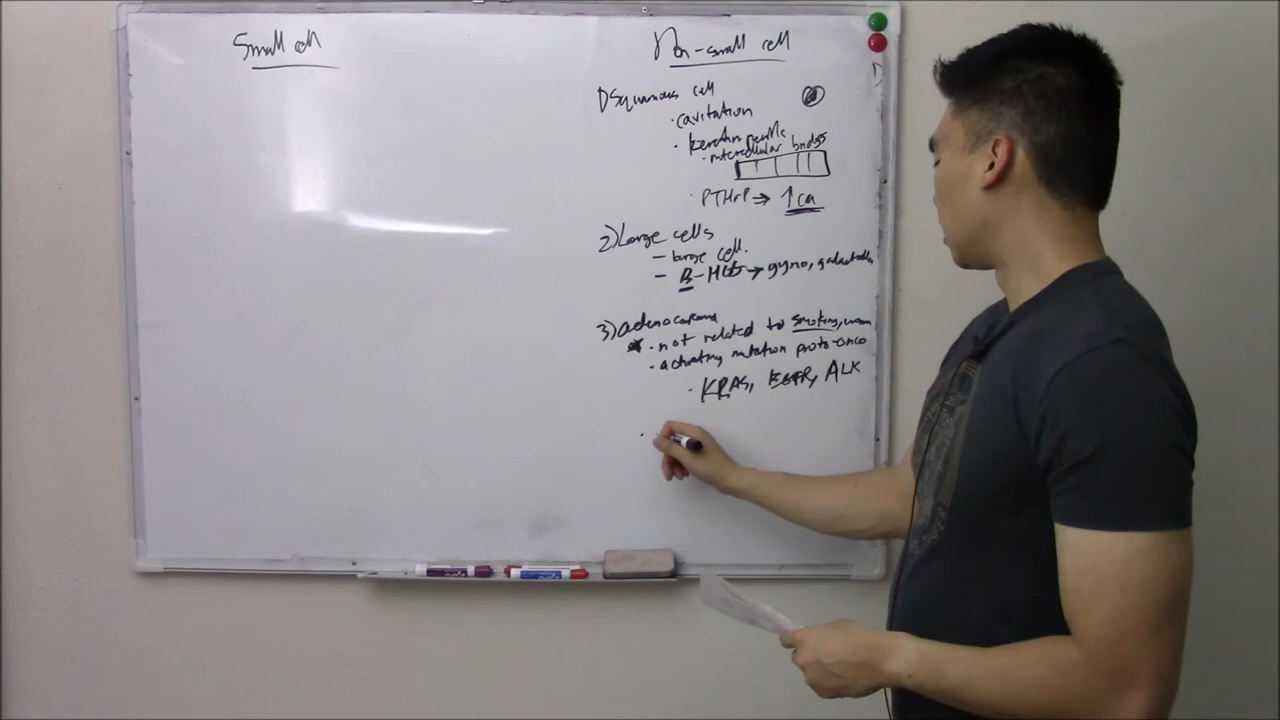 Small cell
Non-small cell
1) Squamous cell
· cavitation
· keratin pearls
· intercellular bridges
· PTHrP ⇒ ↑ ca
2) Large cells
- large cell.
- B-HCG → gyno, galactorrhea
3) adenocarcinoma
· not related to smoking, women
· activating mutation proto-onco
· KRAS, EGFR, ALK